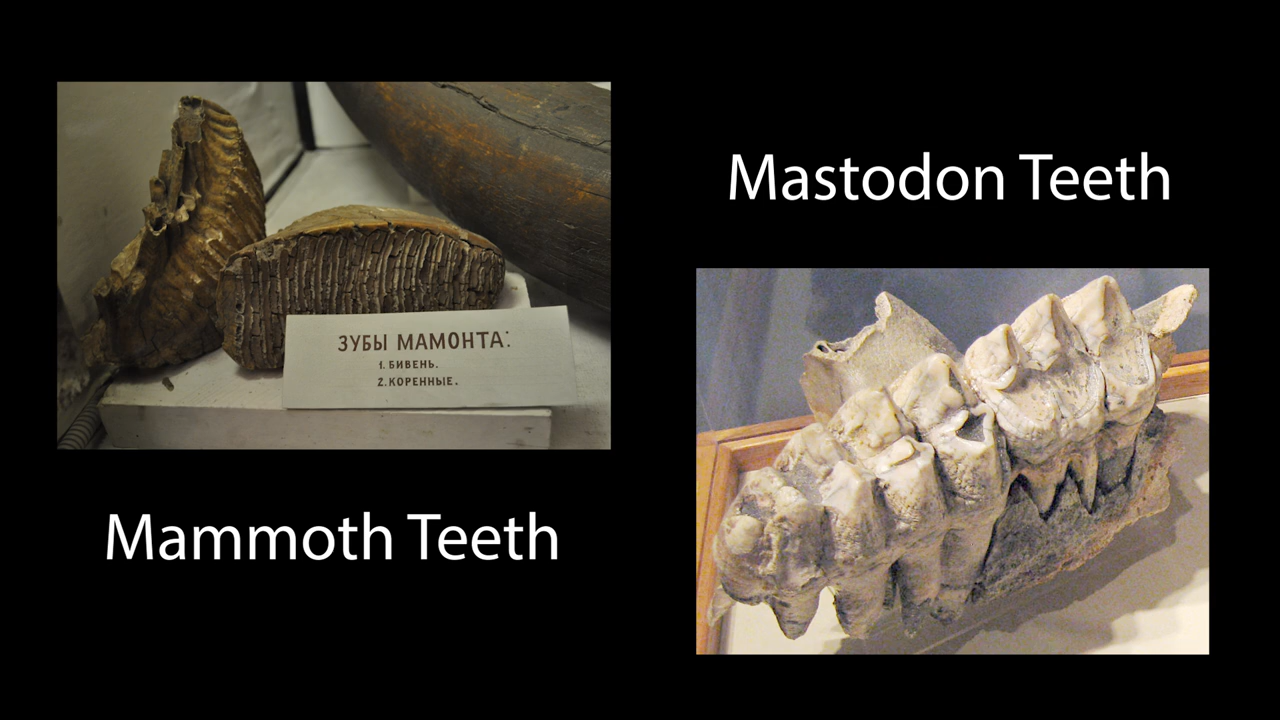 ЗУБЫ МАМОНТА:
1. БИВЕНЬ.
2. КОРЕННЫЕ.
Mammoth Teeth
Mastodon Teeth